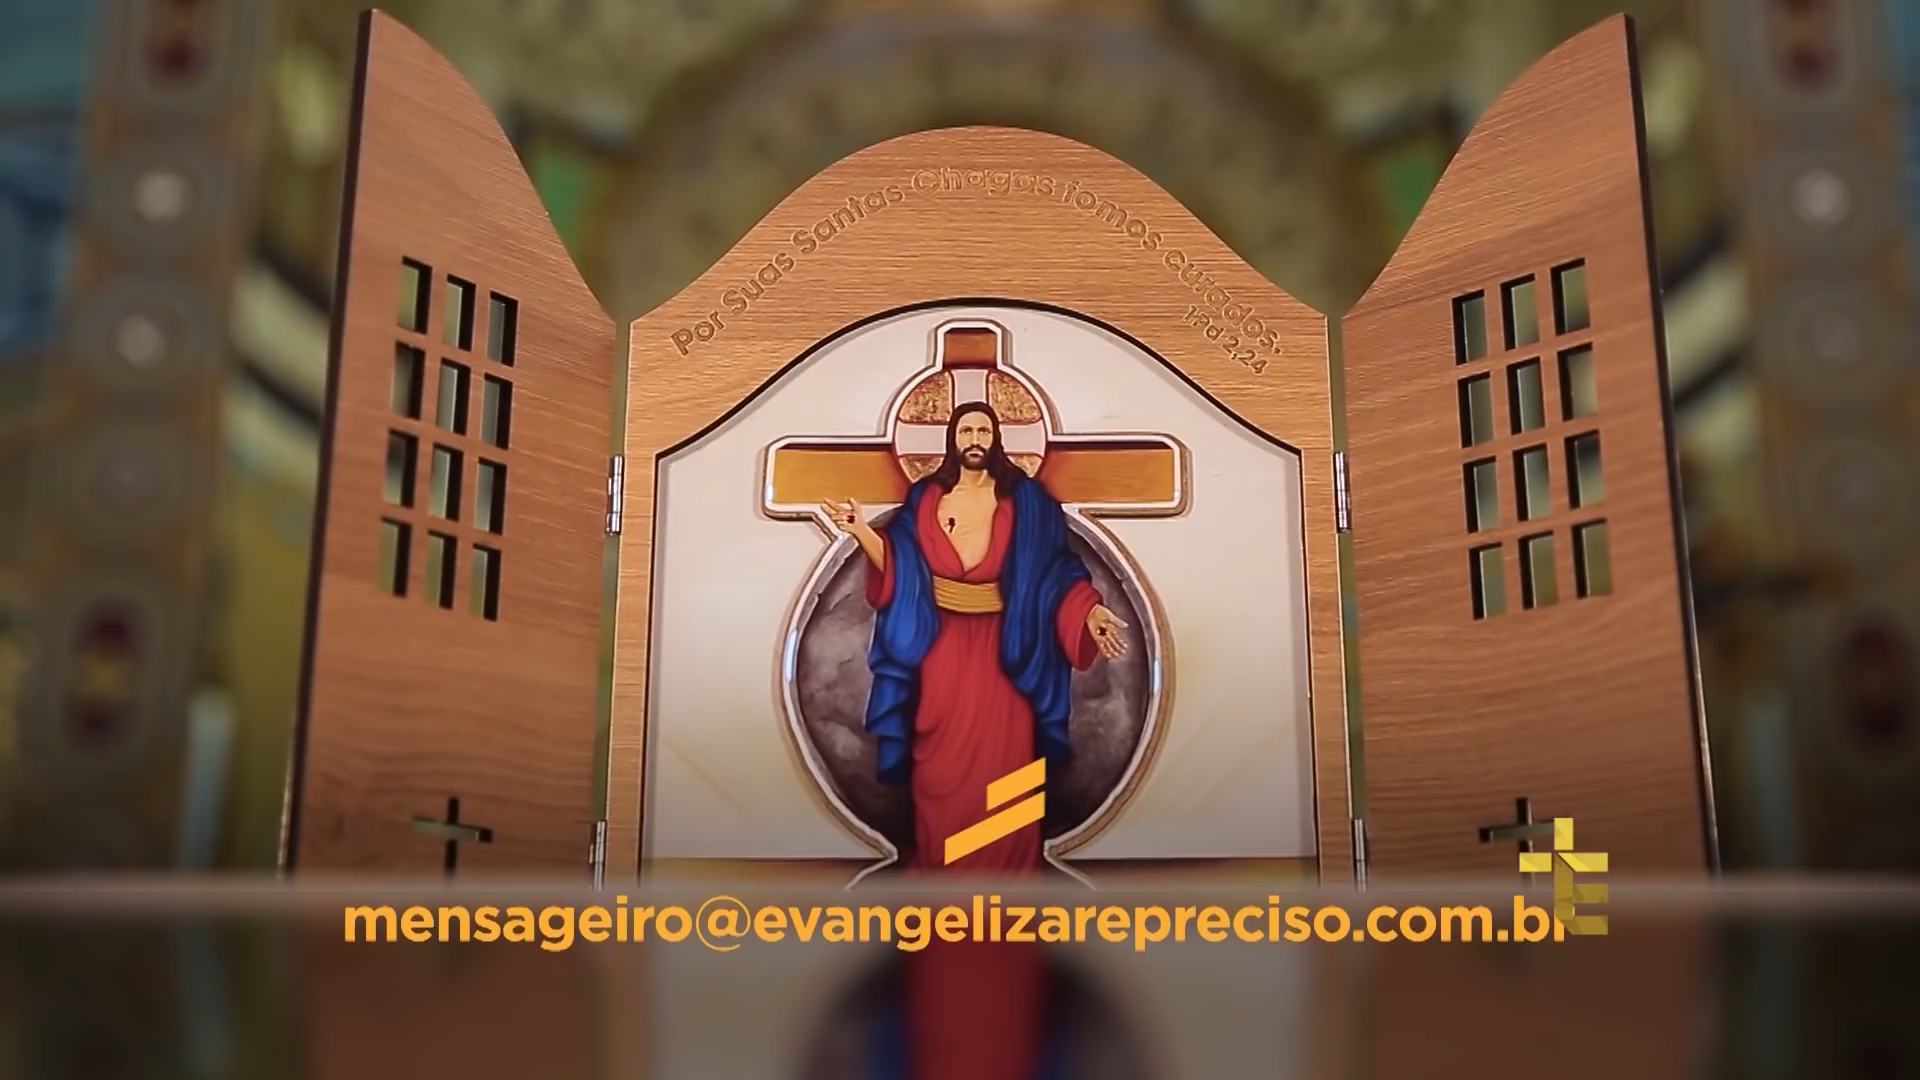 Por Suas Santas Chagas fomos curados.
1Pd 2,24
mensageiro@evangelizarepreciso.com.br